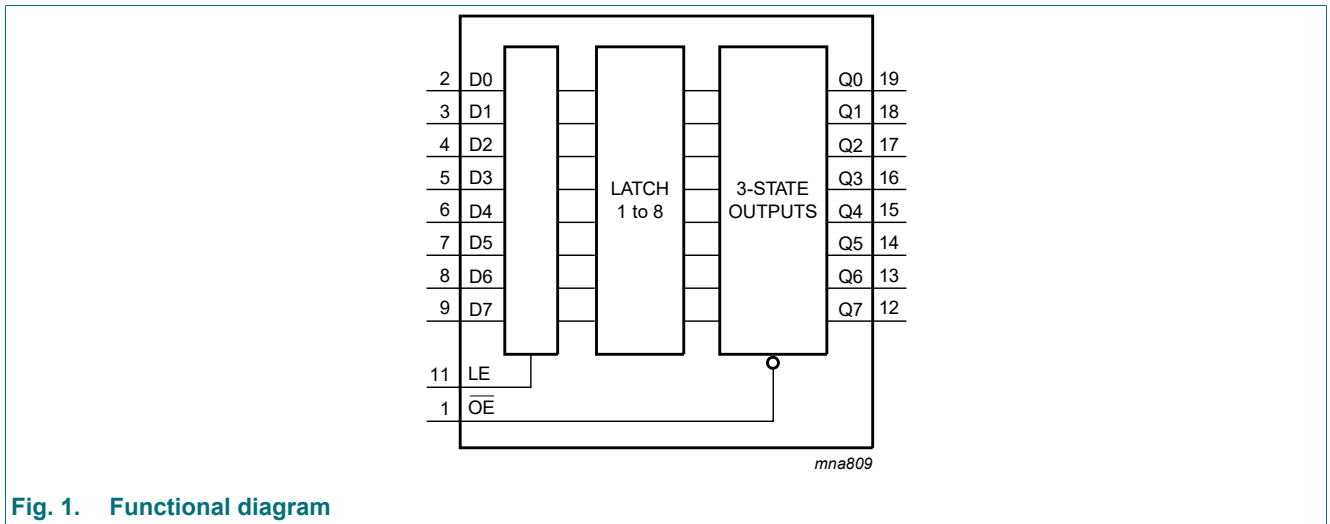 2 D0 Q0 19
3 D1 Q1 18
4 D2 Q2 17
5 D3 Q3 16
6 D4 Q4 15
7 D5 Q5 14
8 D6 Q6 13
9 D7 Q7 12
LATCH
1 to 8
3-STATE
OUTPUTS
11 LE
1 O̅E̅
mna809
Fig. 1. Functional diagram